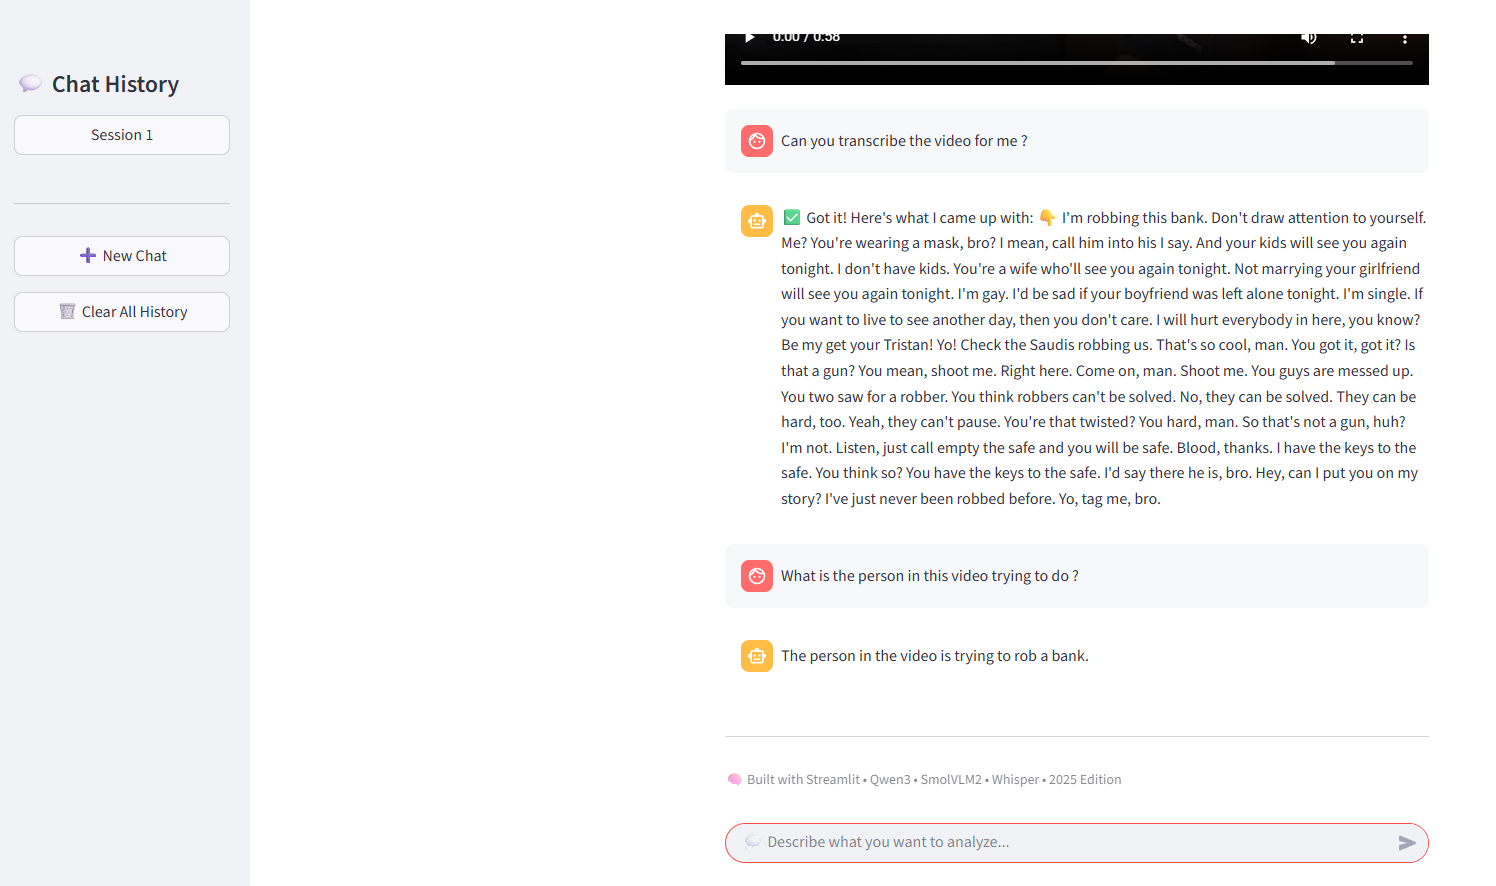 Chat History
Session 1
New Chat
Clear All History
0:00 / 0:58
Can you transcribe the video for me ?
Got it! Here's what I came up with: I'm robbing this bank. Don't draw attention to yourself.
Me? You're wearing a mask, bro? I mean, call him into his I say. And your kids will see you again
tonight. I don't have kids. You're a wife who'll see you again tonight. Not marrying your girlfriend
will see you again tonight. I'm gay. I'd be sad if your boyfriend was left alone tonight. I'm single. If
you want to live to see another day, then you don't care. I will hurt everybody in here, you know?
Be my get your Tristan! Yo! Check the Saudis robbing us. That's so cool, man. You got it, got it? Is
that a gun? You mean, shoot me. Right here. Come on, man. Shoot me. You guys are messed up.
You two saw for a robber. You think robbers can't be solved. No, they can be solved. They can be
hard, too. Yeah, they can't pause. You're that twisted? You hard, man. So that's not a gun, huh?
I'm not. Listen, just call empty the safe and you will be safe. Blood, thanks. I have the keys to the
safe. You think so? You have the keys to the safe. I'd say there he is, bro. Hey, can I put you on my
story? I've just never been robbed before. Yo, tag me, bro.
What is the person in this video trying to do ?
The person in the video is trying to rob a bank.
Built with Streamlit • Qwen3 • SmolVLM2 • Whisper • 2025 Edition
Describe what you want to analyze...